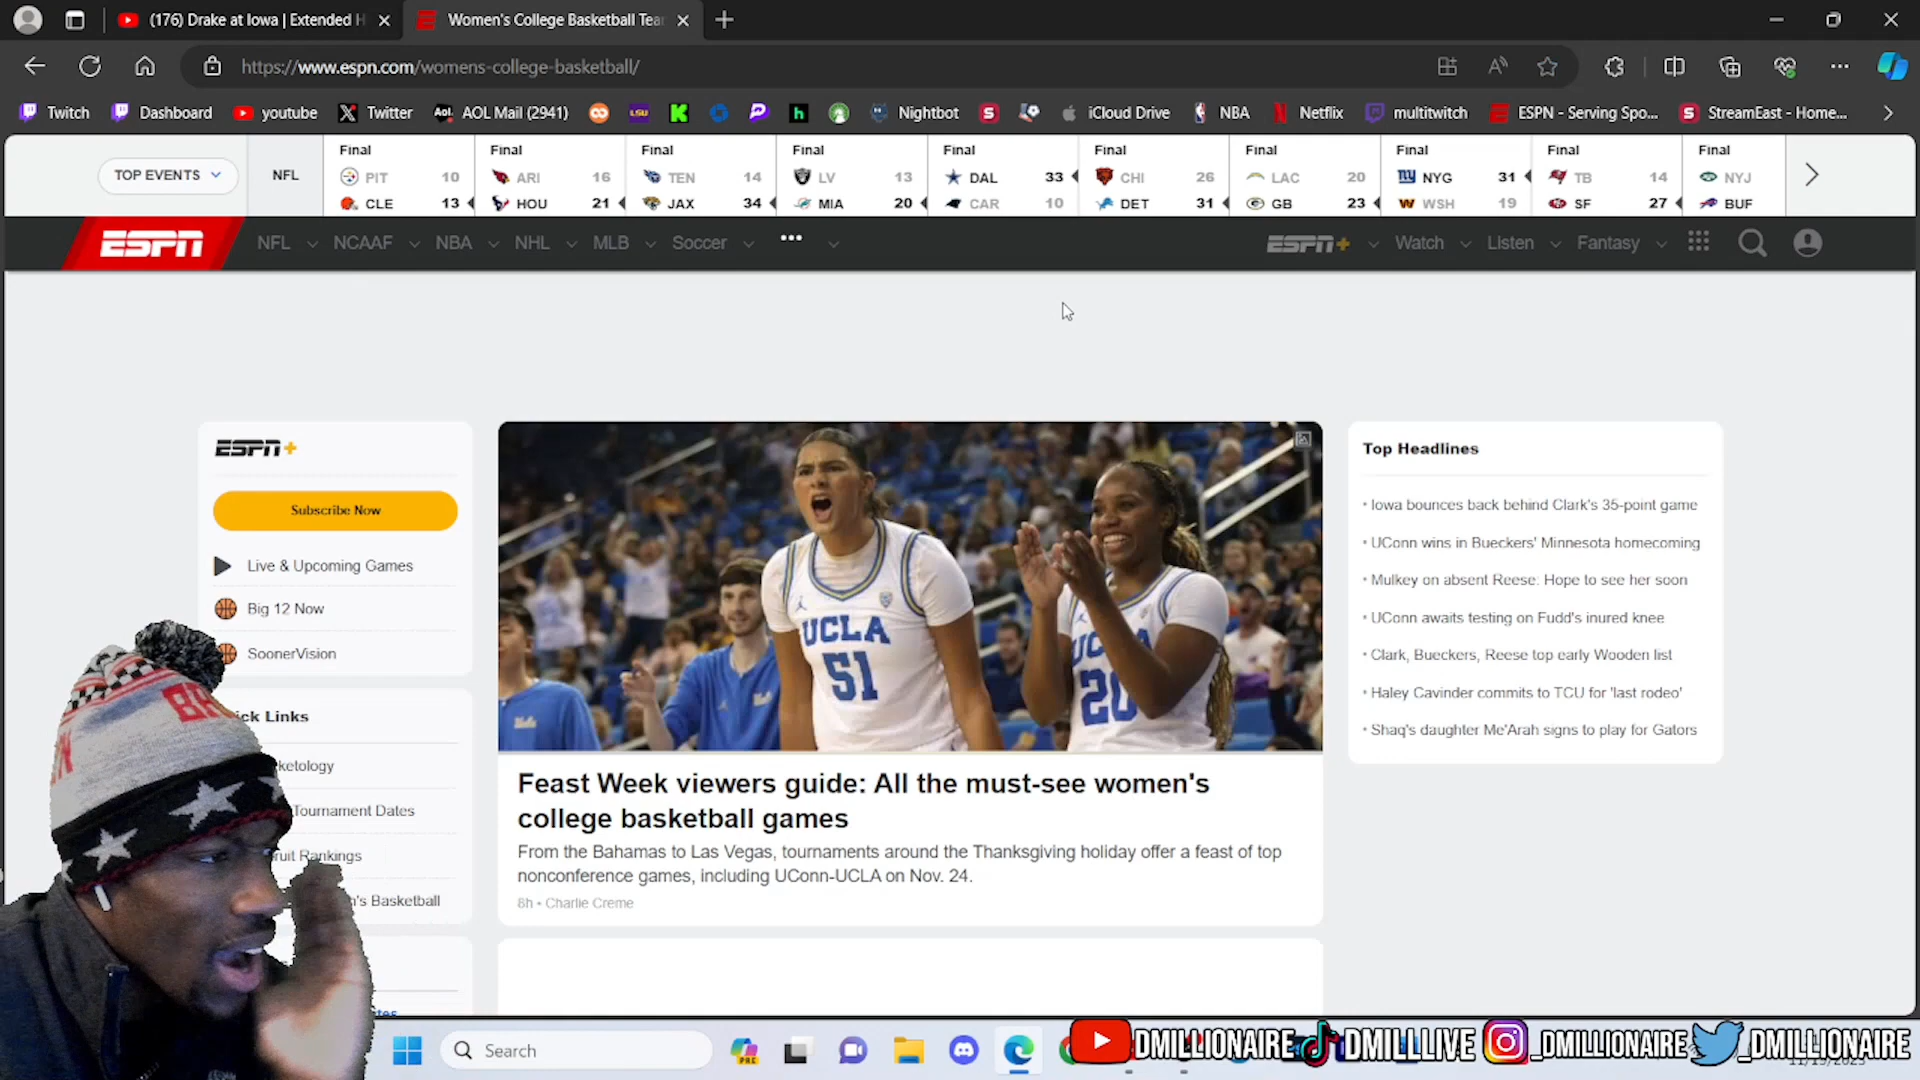 (176) Drake at Iowa | Extended H
Women's College Basketball Tea
https://www.espn.com/womens-college-basketball/
Twitch Dashboard youtube Twitter AOL Mail (2941) Nightbot iCloud Drive NBA Netflix multitwitch ESPN - Serving Spo... StreamEast - Home...
TOP EVENTS
NFL
Final
PIT 10
CLE 13
Final
ARI 16
HOU 21
Final
TEN 14
JAX 34
Final
LV 13
MIA 20
Final
DAL 33
CAR 10
Final
CHI 26
DET 31
Final
LAC 20
GB 23
Final
NYG 31
WSH 19
Final
TB 14
SF 27
Final
NYJ
BUF
ESPN NFL NCAAF NBA NHL MLB Soccer ••• ESPN+ Watch Listen Fantasy
ESPN+
Subscribe Now
Live & Upcoming Games
Big 12 Now
SoonerVision
ck Links
ketology
Tournament Dates
ruit Rankings
n's Basketball
UCLA
51
UCLA
20
Feast Week viewers guide: All the must-see women's
college basketball games
From the Bahamas to Las Vegas, tournaments around the Thanksgiving holiday offer a feast of top
nonconference games, including UConn-UCLA on Nov. 24.
8h • Charlie Creme
Top Headlines
• Iowa bounces back behind Clark's 35-point game
• UConn wins in Bueckers' Minnesota homecoming
• Mulkey on absent Reese: Hope to see her soon
• UConn awaits testing on Fudd's inured knee
• Clark, Bueckers, Reese top early Wooden list
• Haley Cavinder commits to TCU for 'last rodeo'
• Shaq's daughter Me'Arah signs to play for Gators
Search
DMILLIONAIRE DMILLLIVE _DMILLIONAIRE _DMILLIONAIRE